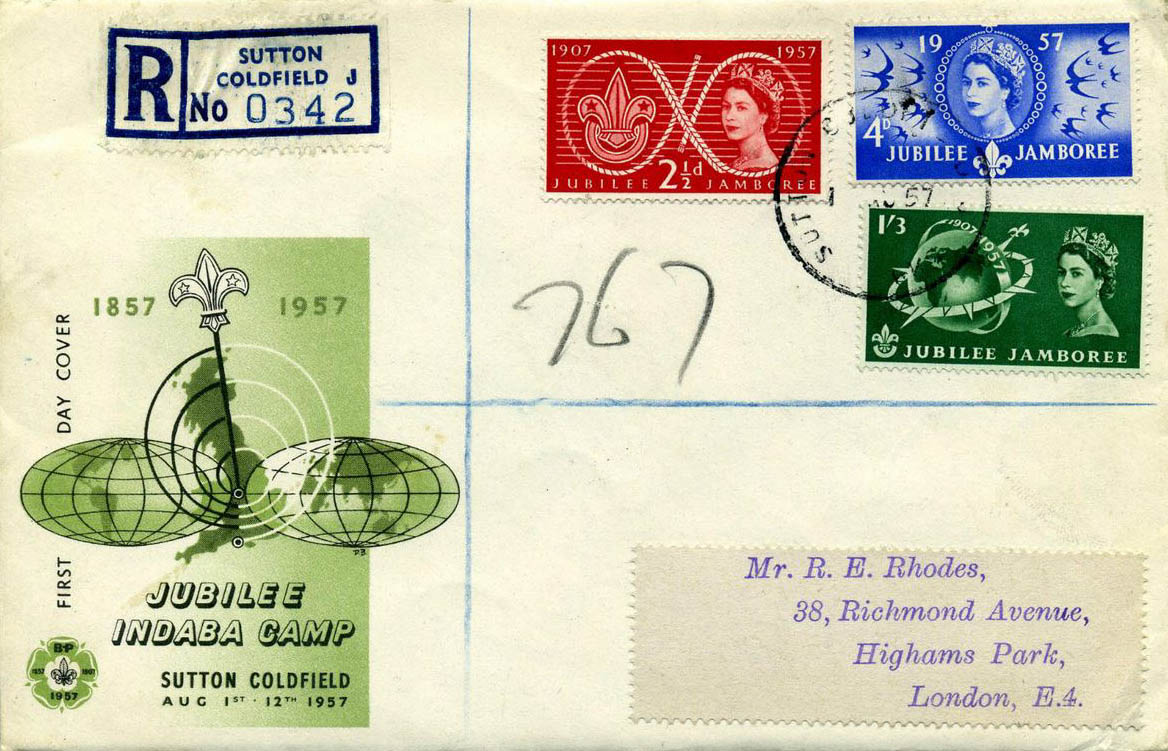 R
SUTTON
COLDFIELD J
No 0342
1907 1957
2½d
JUBILEE JAMBOREE
19 57
4D
JUBILEE JAMBOREE
1/3
1907 1957
JUBILEE JAMBOREE
57
767
1857 1957
FIRST DAY COVER
JUBILEE
INDABA CAMP
SUTTON COLDFIELD
AUG 1ST · 12TH 1957
B-P
1857 1907
1957
Mr. R. E. Rhodes,
38, Richmond Avenue,
Highams Park,
London, E.4.